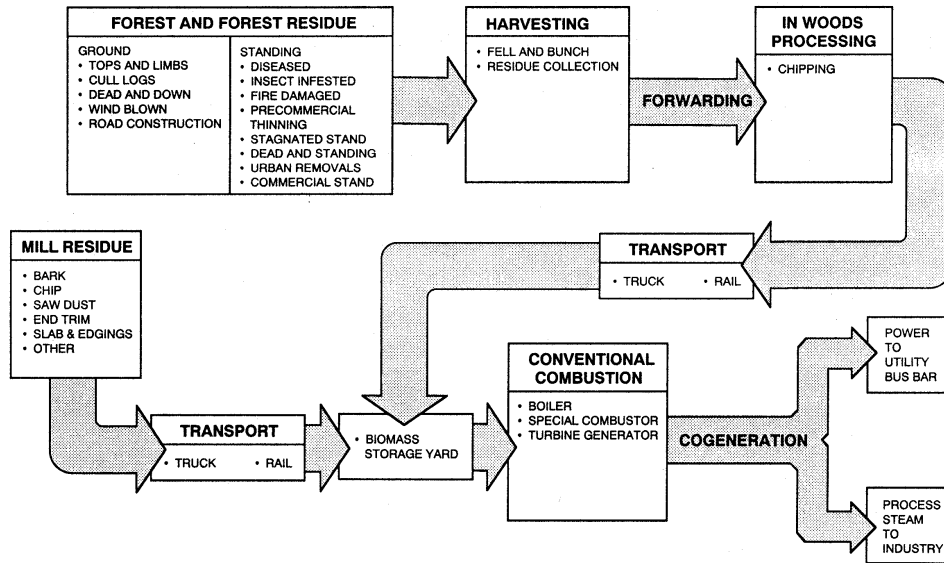 FOREST AND FOREST RESIDUE
GROUND
• TOPS AND LIMBS
• CULL LOGS
• DEAD AND DOWN
• WIND BLOWN
• ROAD CONSTRUCTION
STANDING
• DISEASED
• INSECT INFESTED
• FIRE DAMAGED
• PRECOMMERCIAL
THINNING
• STAGNATED STAND
• DEAD AND STANDING
• URBAN REMOVALS
• COMMERCIAL STAND
HARVESTING
• FELL AND BUNCH
• RESIDUE COLLECTION
FORWARDING
IN WOODS
PROCESSING
• CHIPPING
TRANSPORT
• TRUCK • RAIL
MILL RESIDUE
• BARK
• CHIP
• SAW DUST
• END TRIM
• SLAB & EDGINGS
• OTHER
TRANSPORT
• TRUCK • RAIL
• BIOMASS
STORAGE YARD
CONVENTIONAL
COMBUSTION
• BOILER
• SPECIAL COMBUSTOR
• TURBINE GENERATOR
COGENERATION
POWER
TO
UTILITY
BUS BAR
PROCESS
STEAM
TO
INDUSTRY